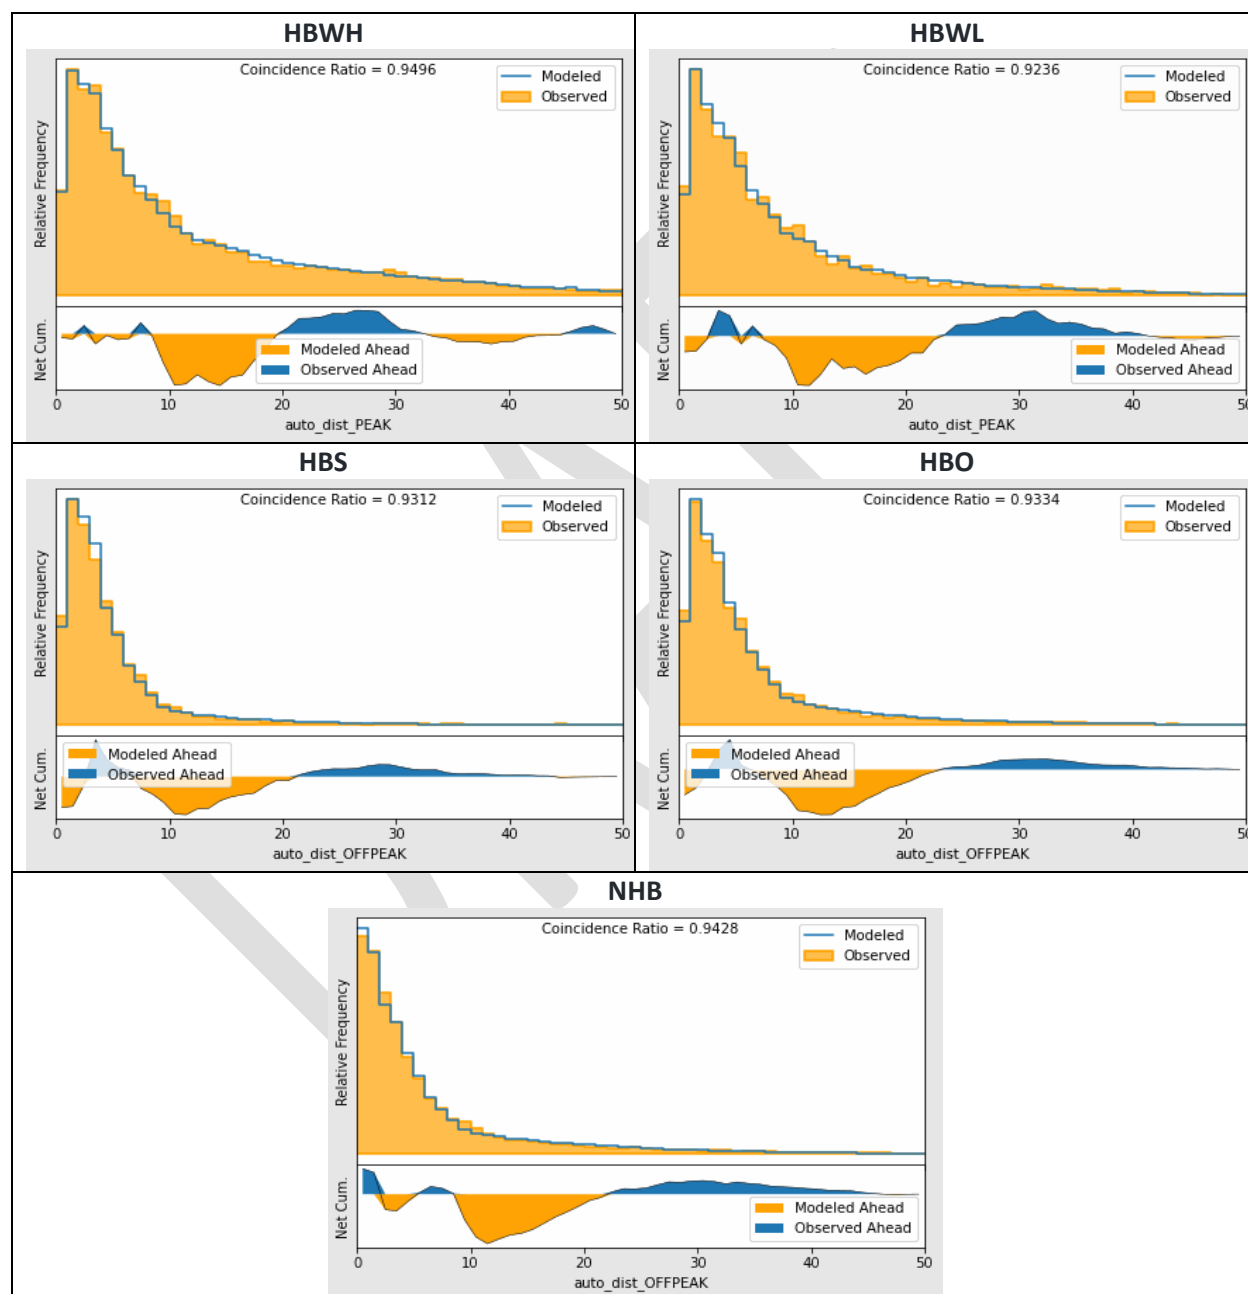 HBWH
Coincidence Ratio = 0.9496
Modeled
Observed
Relative Frequency
Net Cum.
Modeled Ahead
Observed Ahead
0 10 20 30 40 50
auto_dist_PEAK
HBWL
Coincidence Ratio = 0.9236
Modeled
Observed
Relative Frequency
Net Cum.
Modeled Ahead
Observed Ahead
0 10 20 30 40 50
auto_dist_PEAK
HBS
Coincidence Ratio = 0.9312
Modeled
Observed
Relative Frequency
Net Cum.
Modeled Ahead
Observed Ahead
0 10 20 30 40 50
auto_dist_OFFPEAK
HBO
Coincidence Ratio = 0.9334
Modeled
Observed
Relative Frequency
Net Cum.
Modeled Ahead
Observed Ahead
0 10 20 30 40 50
auto_dist_OFFPEAK
NHB
Coincidence Ratio = 0.9428
Modeled
Observed
Relative Frequency
Net Cum.
Modeled Ahead
Observed Ahead
0 10 20 30 40 50
auto_dist_OFFPEAK